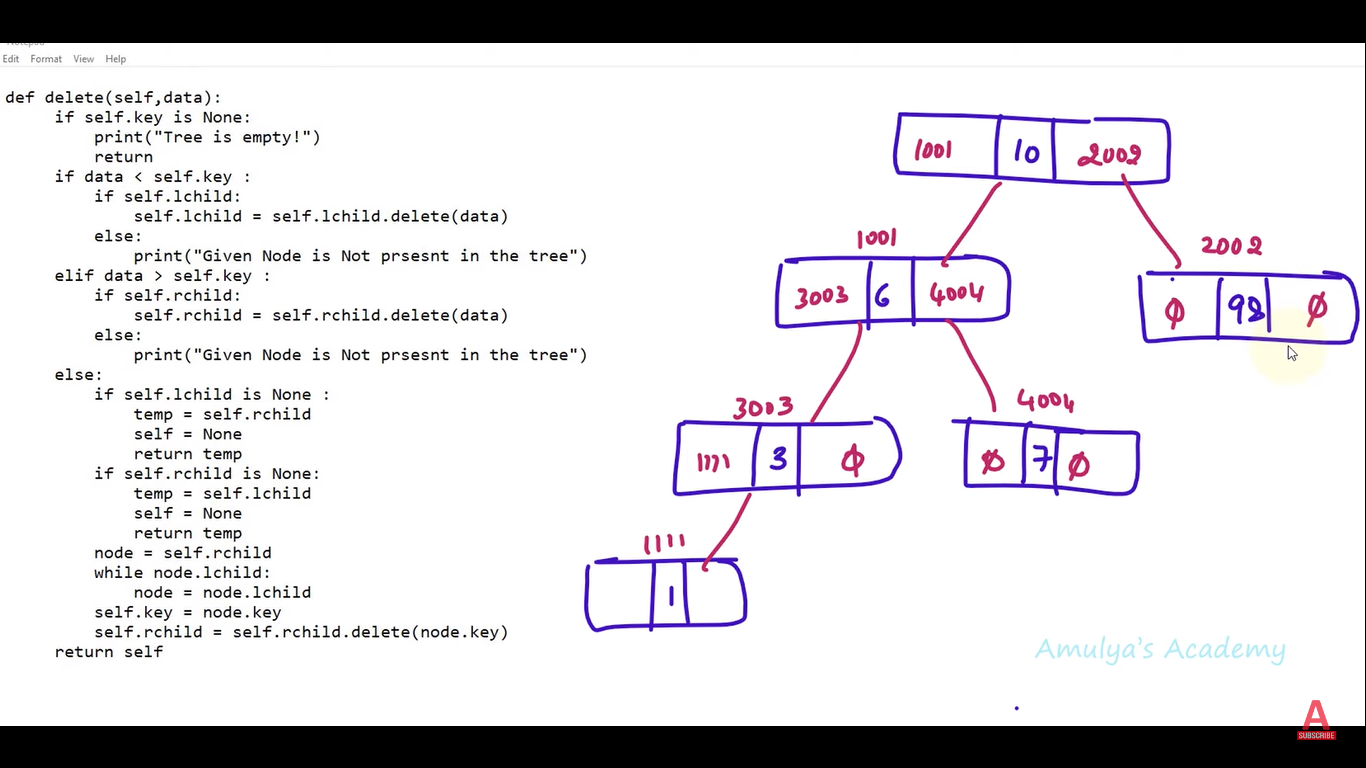 Notepad
Edit Format View Help
def delete(self,data):
if self.key is None:
print("Tree is empty!")
return
if data < self.key :
if self.lchild:
self.lchild = self.lchild.delete(data)
else:
print("Given Node is Not prsesnt in the tree")
elif data > self.key :
if self.rchild:
self.rchild = self.rchild.delete(data)
else:
print("Given Node is Not prsesnt in the tree")
else:
if self.lchild is None :
temp = self.rchild
self = None
return temp
if self.rchild is None:
temp = self.lchild
self = None
return temp
node = self.rchild
while node.lchild:
node = node.lchild
self.key = node.key
self.rchild = self.rchild.delete(node.key)
return self
1001 10 2002
1001
2002
3003 6 4004
Ø 98 Ø
3003
4004
1111 3 Ø
Ø 7 Ø
1111
1
Amulya's Academy
A
SUBSCRIBE